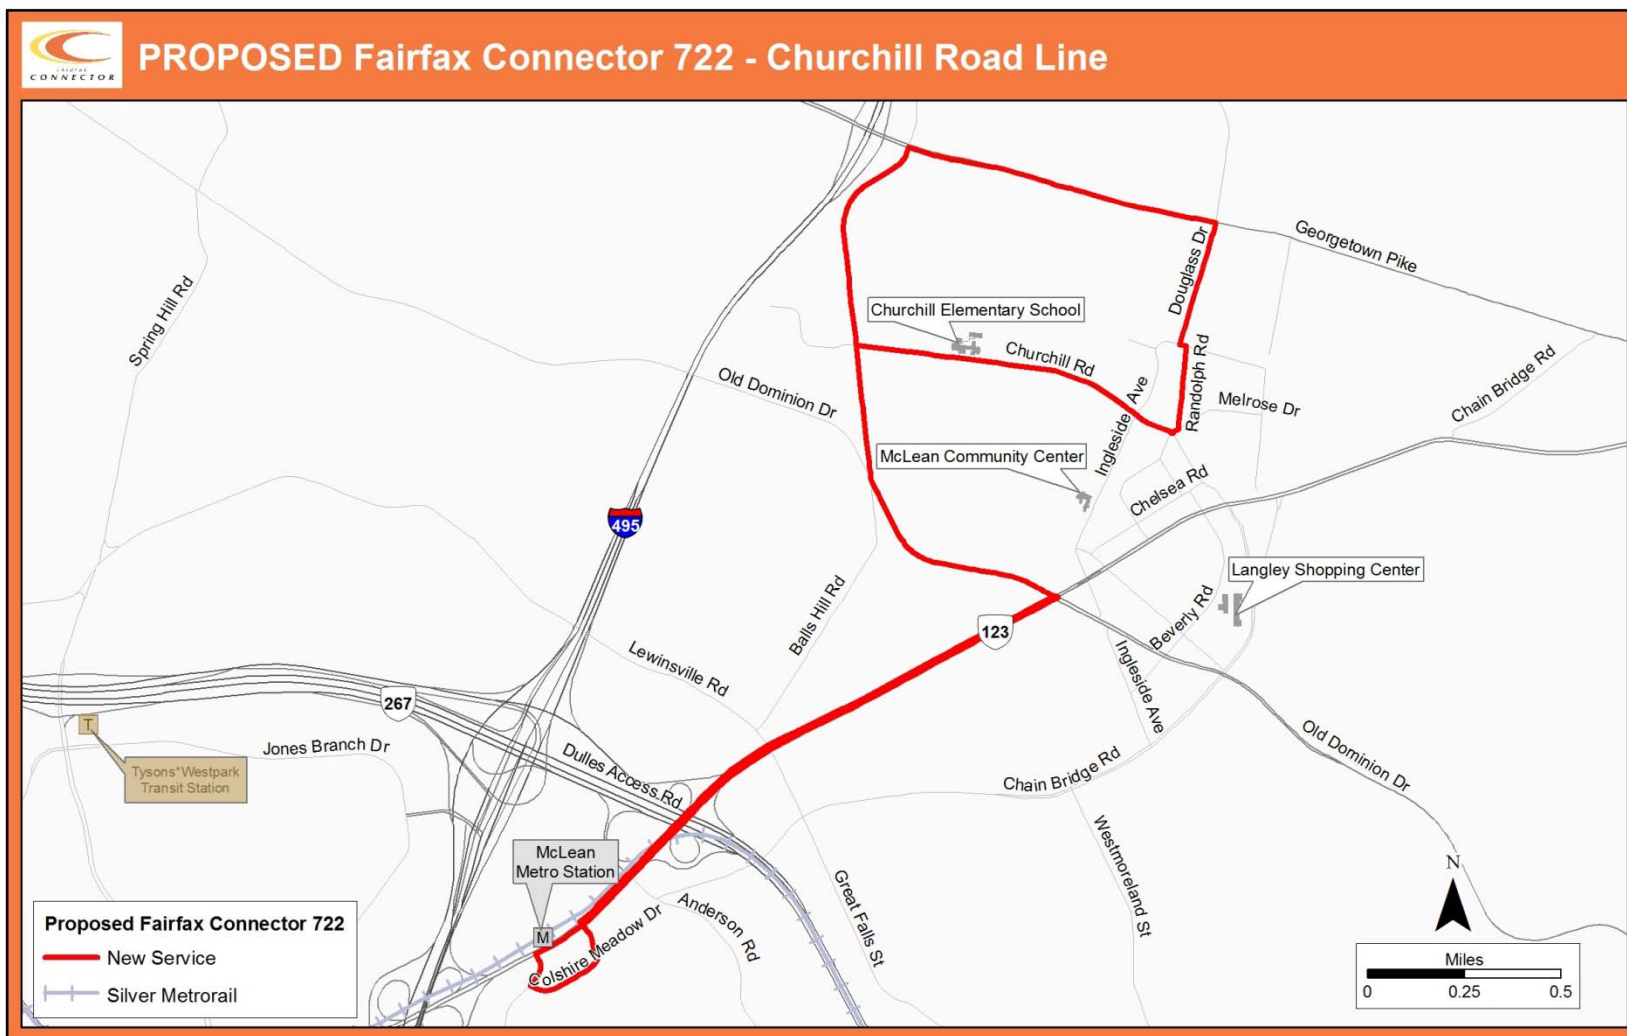 FAIRFAX
CONNECTOR
PROPOSED Fairfax Connector 722 - Churchill Road Line
Georgetown Pike
Douglass Dr
Spring Hill Rd
Churchill Elementary School
Churchill Rd
Randolph Rd
Chain Bridge Rd
Old Dominion Dr
Ingleside Ave
Melrose Dr
McLean Community Center
Chelsea Rd
495
Langley Shopping Center
Balls Hill Rd
123
Beverly Rd
Lewinsville Rd
Ingleside Ave
267
T
Jones Branch Dr
Tysons*Westpark
Transit Station
Dulles Access Rd
Chain Bridge Rd
Old Dominion Dr
McLean
Metro Station
Westmoreland St
Great Falls St
Anderson Rd
M
Colshire Meadow Dr
N
Proposed Fairfax Connector 722
New Service
Silver Metrorail
Miles
0 0.25 0.5